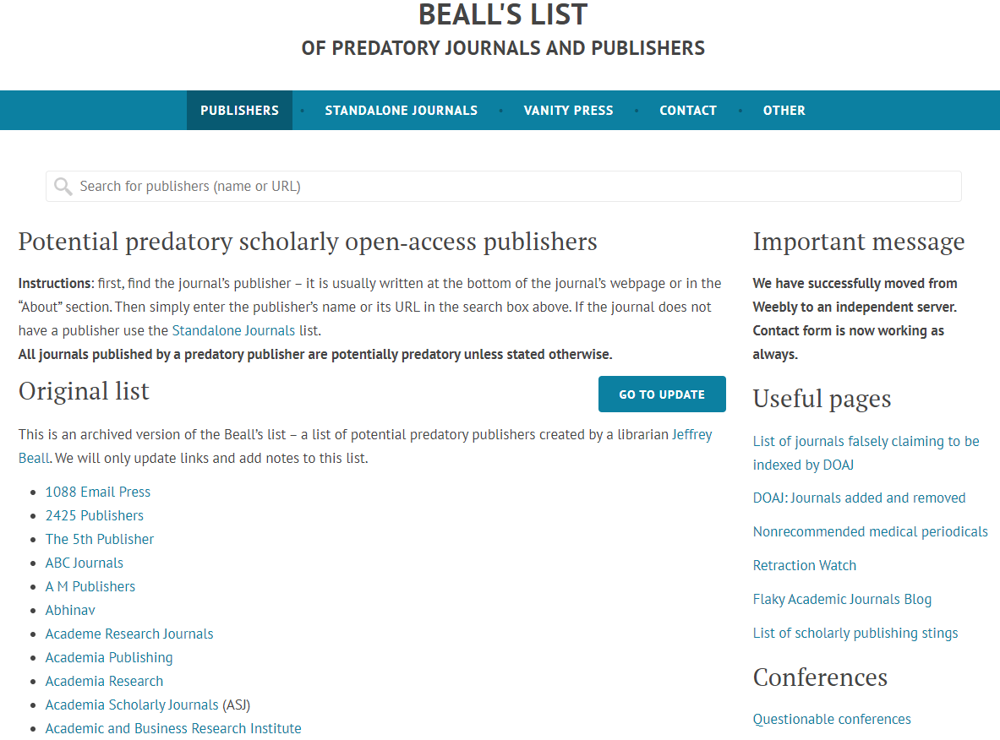 BEALL'S LIST
OF PREDATORY JOURNALS AND PUBLISHERS
PUBLISHERS • STANDALONE JOURNALS • VANITY PRESS • CONTACT • OTHER
Search for publishers (name or URL)
Potential predatory scholarly open-access publishers
Instructions: first, find the journal’s publisher – it is usually written at the bottom of the journal’s webpage or in the
“About” section. Then simply enter the publisher’s name or its URL in the search box above. If the journal does not
have a publisher use the Standalone Journals list.
All journals published by a predatory publisher are potentially predatory unless stated otherwise.
Original list
GO TO UPDATE
This is an archived version of the Beall’s list – a list of potential predatory publishers created by a librarian Jeffrey
Beall. We will only update links and add notes to this list.
• 1088 Email Press
• 2425 Publishers
• The 5th Publisher
• ABC Journals
• A M Publishers
• Abhinav
• Academe Research Journals
• Academia Publishing
• Academia Research
• Academia Scholarly Journals (ASJ)
• Academic and Business Research Institute
Important message
We have successfully moved from
Weebly to an independent server.
Contact form is now working as
always.
Useful pages
List of journals falsely claiming to be
indexed by DOAJ
DOAJ: Journals added and removed
Nonrecommended medical periodicals
Retraction Watch
Flaky Academic Journals Blog
List of scholarly publishing stings
Conferences
Questionable conferences